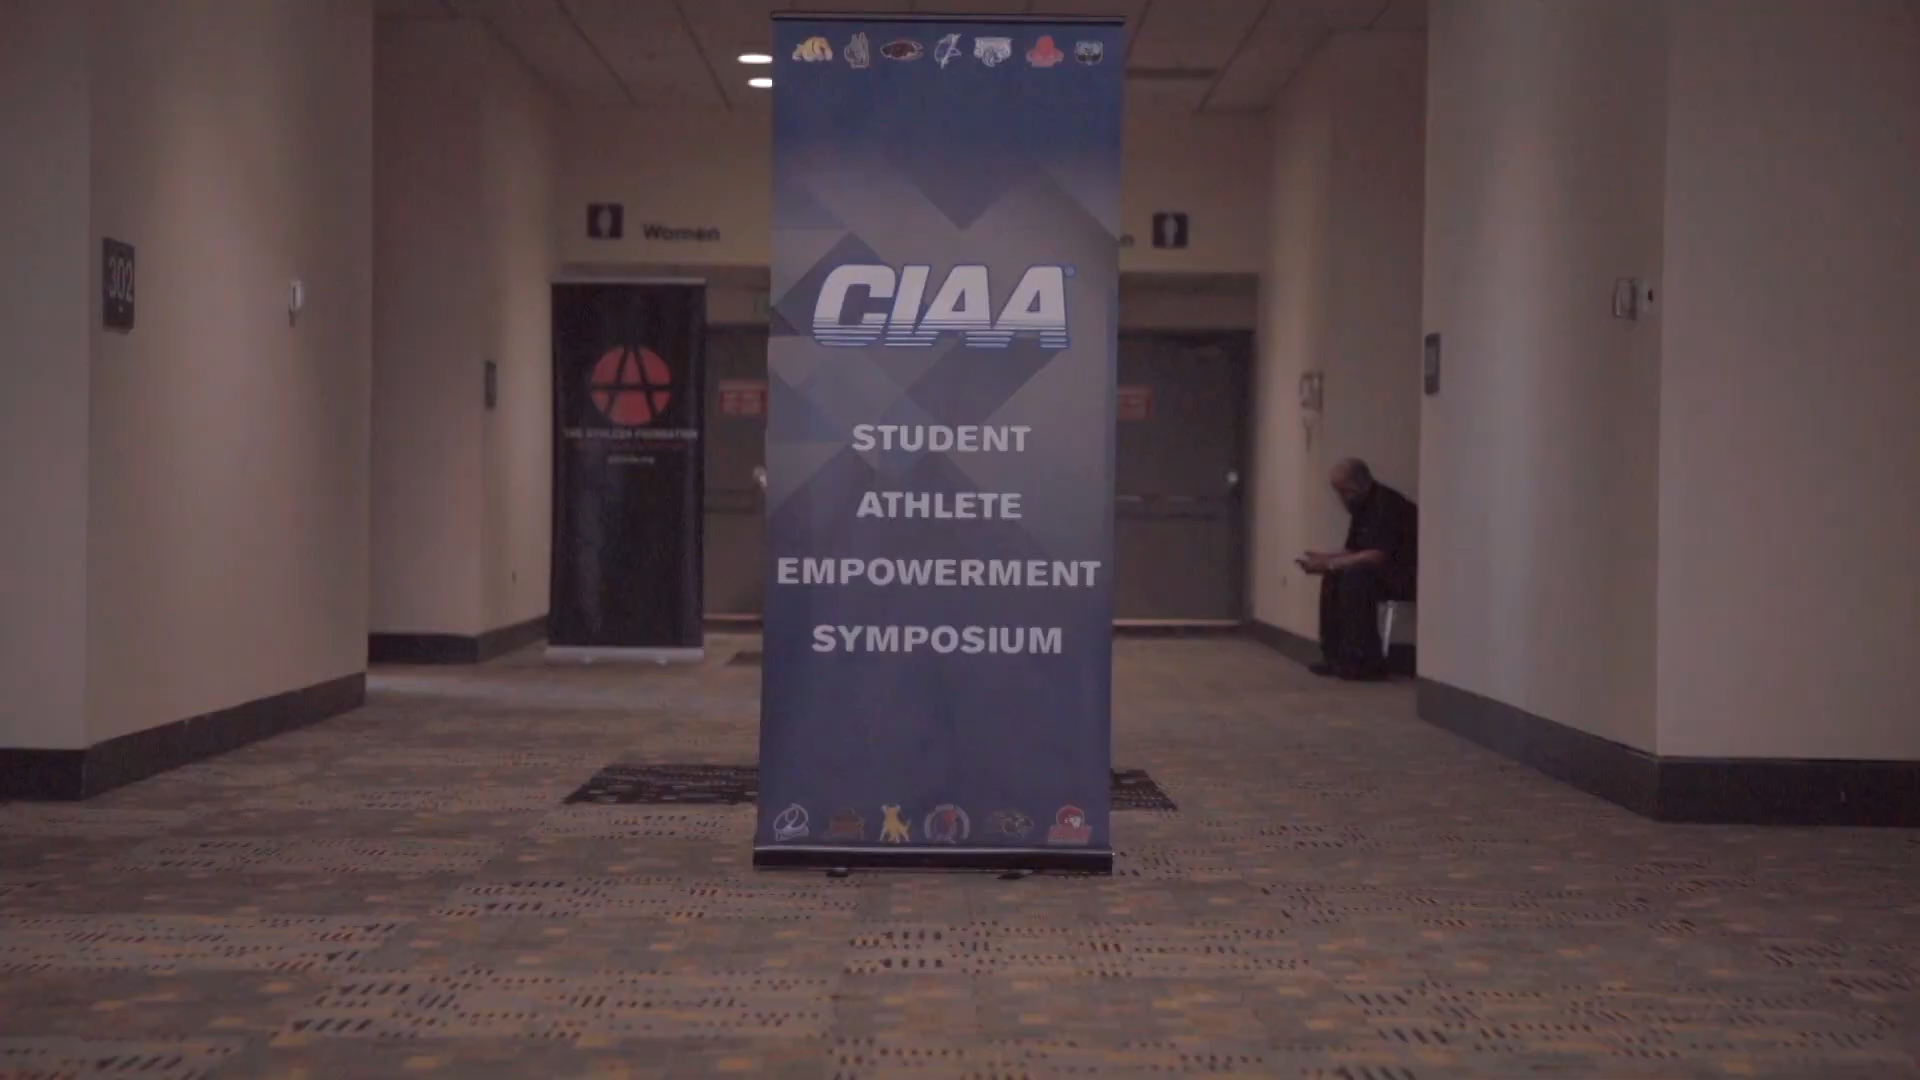 Women
302
CIAA
STUDENT
ATHLETE
EMPOWERMENT
SYMPOSIUM